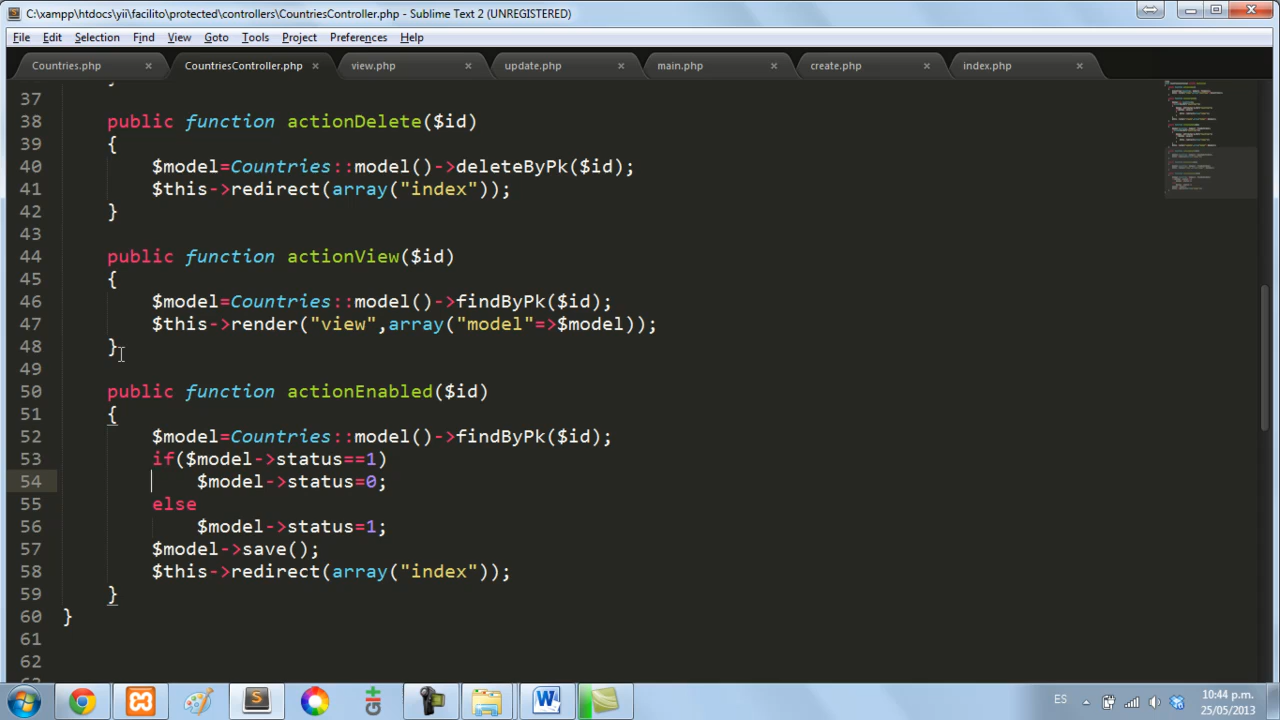 C:\xampp\htdocs\yii\facilito\protected\controllers\CountriesController.php - Sublime Text 2 (UNREGISTERED)
File Edit Selection Find View Goto Tools Project Preferences Help
Countries.php × CountriesController.php × view.php × update.php × main.php × create.php × index.php ×
37
38 public function actionDelete($id)
39 {
40 $model=Countries::model()->deleteByPk($id);
41 $this->redirect(array("index"));
42 }
43
44 public function actionView($id)
45 {
46 $model=Countries::model()->findByPk($id);
47 $this->render("view",array("model"=>$model));
48 }
49
50 public function actionEnabled($id)
51 {
52 $model=Countries::model()->findByPk($id);
53 if($model->status==1)
54 $model->status=0;
55 else
56 $model->status=1;
57 $model->save();
58 $this->redirect(array("index"));
59 }
60 }
61
62
ES 10:44 p.m.
25/05/2013